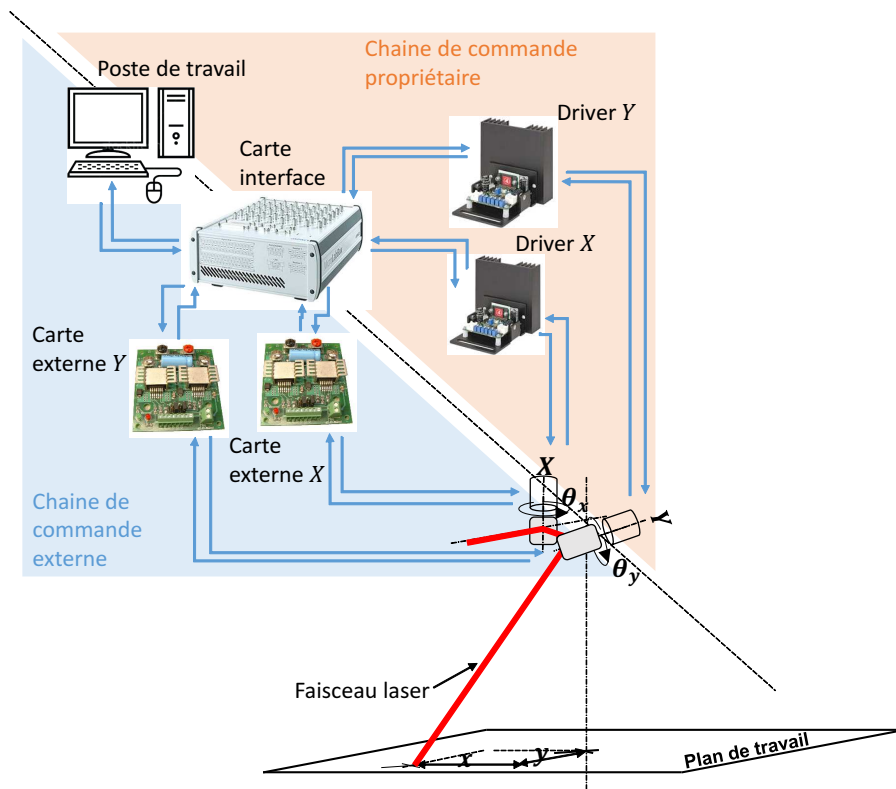 Chaine de commande
propriétaire
Poste de travail
Driver Y
Carte
interface
Driver X
Carte
externe Y
Carte
externe X
X
θx
Y
θy
Chaine de
commande
externe
Faisceau laser
x
y
Plan de travail